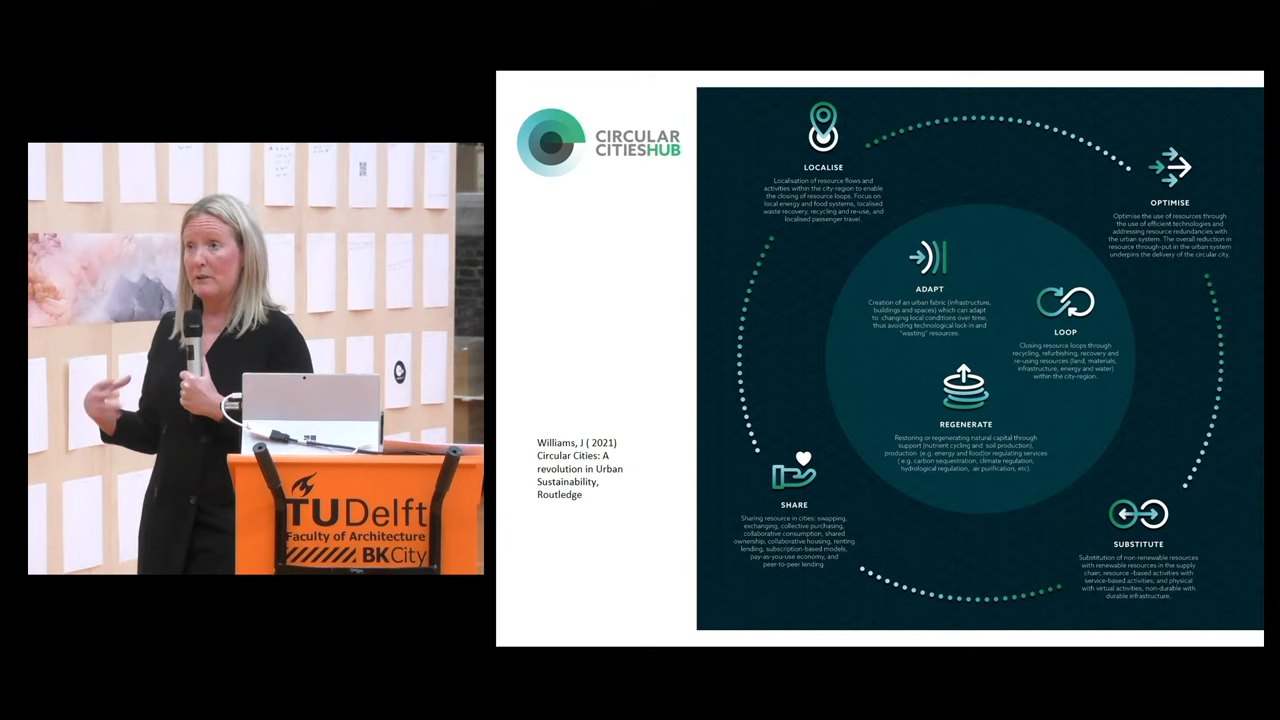 TUDelft
Faculty of Architecture
BK City
CIRCULAR
CITIESHUB
Williams, J ( 2021)
Circular Cities: A
revolution in Urban
Sustainability,
Routledge
LOCALISE
Localisation of resource flows and
activities within the city-region to enable
the closing of resource loops. Focus on
local energy and food systems, localised
waste recovery, recycling and re-use, and
localised passenger travel.
OPTIMISE
Optimise the use of resources through
the use of efficient technologies and
addressing resource redundancies with
the urban system. The overall reduction in
resource through-put in the urban system
underpins the delivery of the circular city.
ADAPT
Creation of an urban fabric (infrastructure,
buildings and spaces) which can adapt
to changing local conditions over time,
thus avoiding technological lock-in and
"wasting" resources.
LOOP
Closing resource loops through
recycling, refurbishing, recovery and
re-using resources (land, materials,
infrastructure, energy and water)
within the city-region.
REGENERATE
Restoring or regenerating natural capital through
support (nutrient cycling and soil production),
production (e.g. energy and food)or regulating services
( e.g. carbon sequestration, climate regulation,
hydrological regulation, air purification, etc).
SHARE
Sharing resource in cities: swapping,
exchanging, collective purchasing,
collaborative consumption, shared
ownership, collaborative housing, renting
lending, subscription-based models,
pay-as-you-use economy, and
peer-to-peer lending.
SUBSTITUTE
Substitution of non-renewable resources
with renewable resources in the supply
chain; resource -based activities with
service-based activities; and physical
with virtual activities, non-durable with
durable infrastructure.